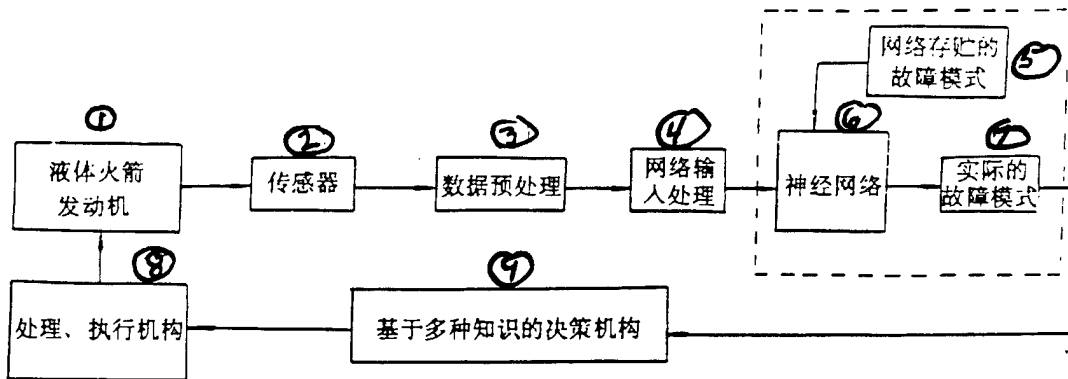 网络存贮的
故障模式
⑤
①
②
③
④
⑥
⑦
液体火箭
发动机
传感器
数据预处理
网络输
入处理
神经网络
实际的
故障模式
⑧
⑨
处理、执行机构
基于多种知识的决策机构